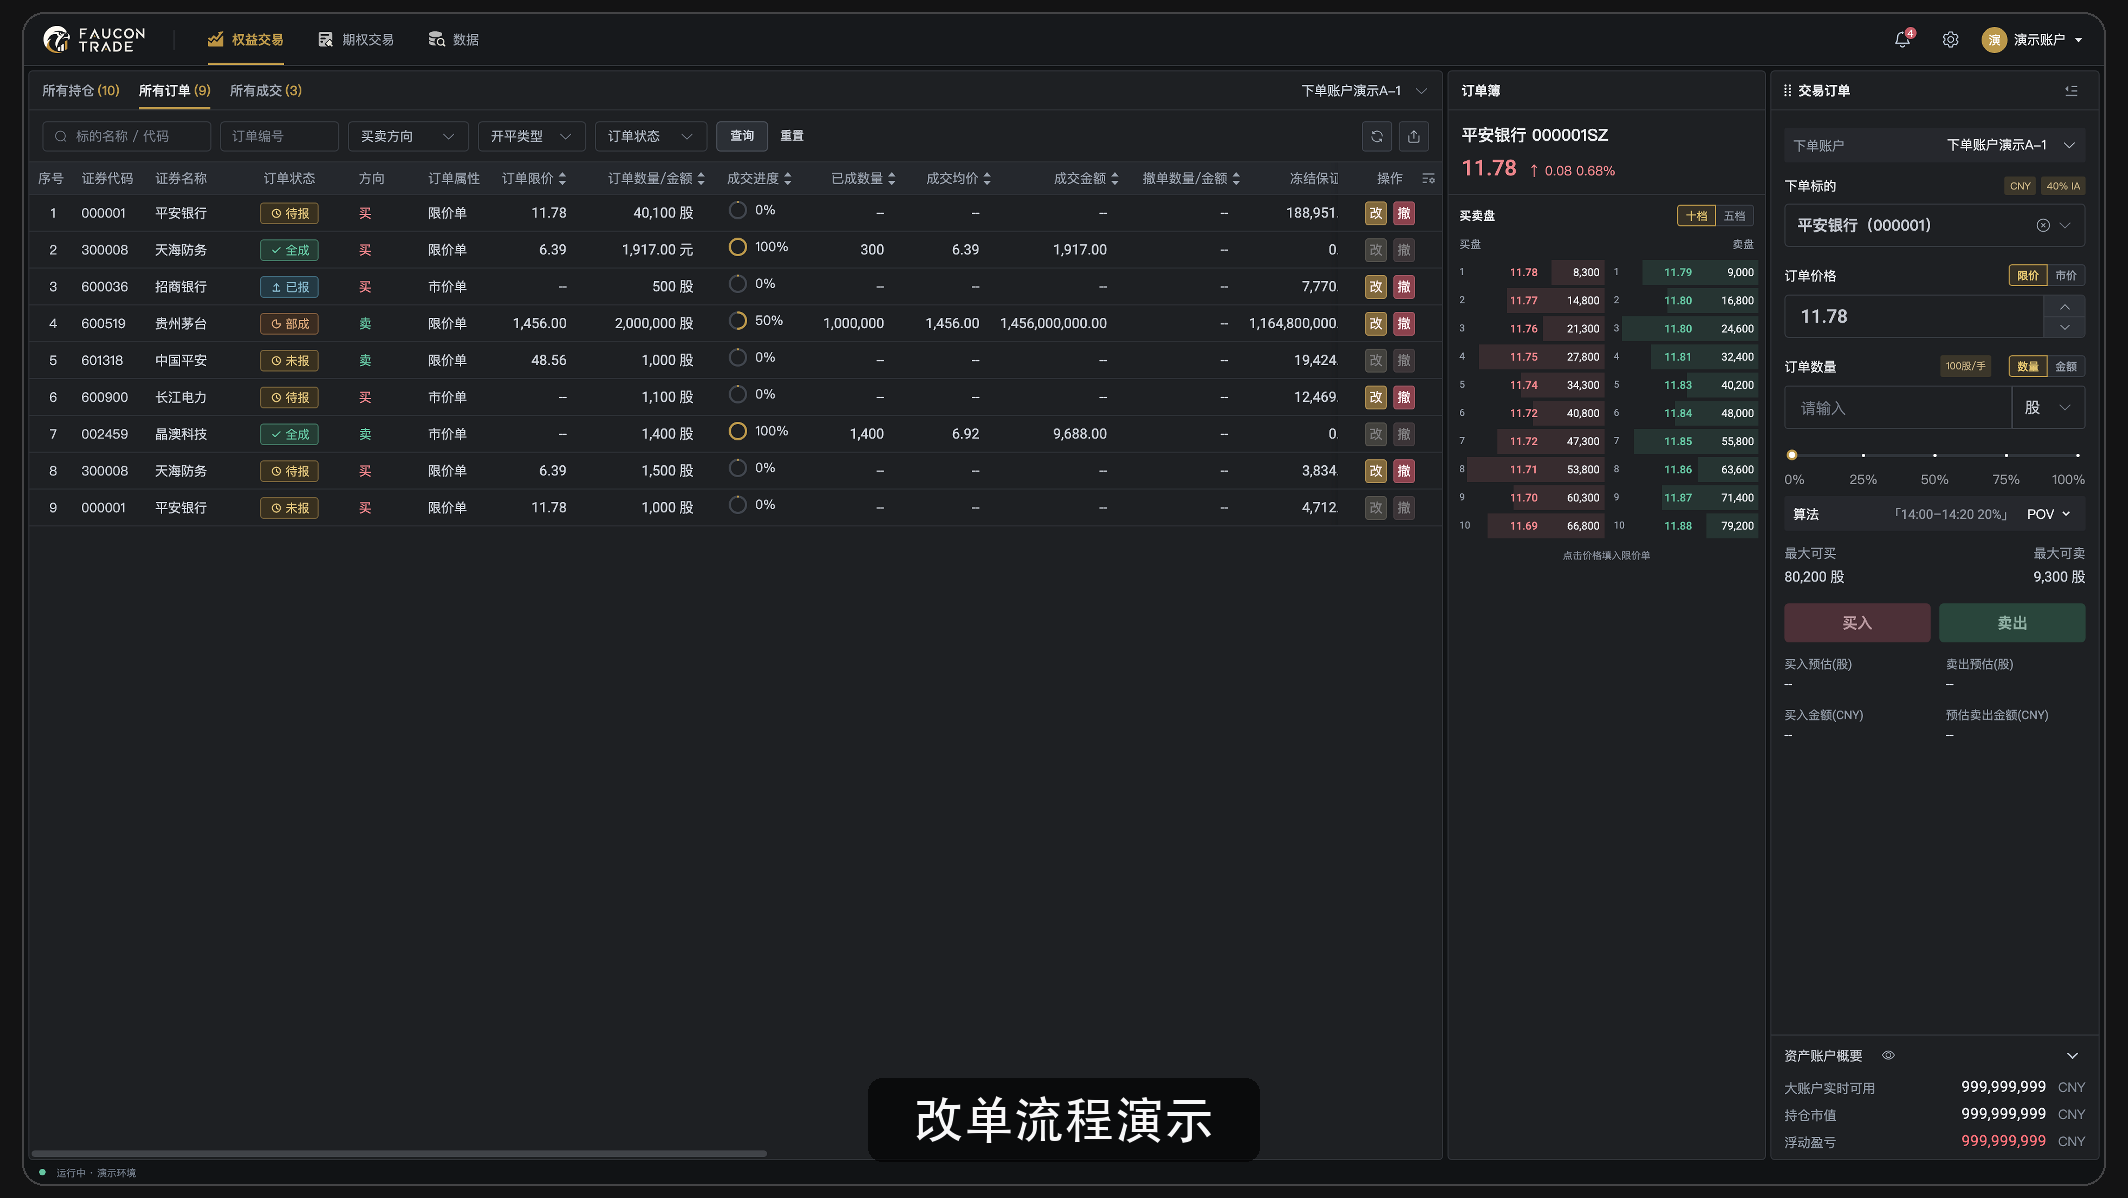 FAUCON TRADE 权益交易 期权交易 数据 4 演 演示账户
所有持仓 (10) 所有订单 (9) 所有成交 (3) 下单账户演示A-1
标的名称 / 代码 订单编号 买卖方向 开平类型 订单状态 查询 重置
序号 证券代码 证券名称 订单状态 方向 订单属性 订单限价 订单数量/金额 成交进度 已成数量 成交均价 成交金额 撤单数量/金额 冻结保证 操作
1 000001 平安银行 待报 买 限价单 11.78 40,100 股 0% -- -- -- -- 188,951. 改 撤
2 300008 天海防务 全成 买 限价单 6.39 1,917.00 元 100% 300 6.39 1,917.00 -- 0. 改 撤
3 600036 招商银行 已报 买 市价单 -- 500 股 0% -- -- -- -- 7,770. 改 撤
4 600519 贵州茅台 部成 卖 限价单 1,456.00 2,000,000 股 50% 1,000,000 1,456.00 1,456,000,000.00 -- 1,164,800,000. 改 撤
5 601318 中国平安 未报 卖 限价单 48.56 1,000 股 0% -- -- -- -- 19,424. 改 撤
6 600900 长江电力 待报 买 市价单 -- 1,100 股 0% -- -- -- -- 12,469. 改 撤
7 002459 晶澳科技 全成 卖 市价单 -- 1,400 股 100% 1,400 6.92 9,688.00 -- 0. 改 撤
8 300008 天海防务 待报 买 限价单 6.39 1,500 股 0% -- -- -- -- 3,834. 改 撤
9 000001 平安银行 未报 买 限价单 11.78 1,000 股 0% -- -- -- -- 4,712. 改 撤
订单簿
平安银行 000001SZ
11.78 ↑ 0.08 0.68%
买卖盘 十档 五档
买盘 卖盘
1 11.78 8,300 1 11.79 9,000
2 11.77 14,800 2 11.80 16,800
3 11.76 21,300 3 11.80 24,600
4 11.75 27,800 4 11.81 32,400
5 11.74 34,300 5 11.83 40,200
6 11.72 40,800 6 11.84 48,000
7 11.72 47,300 7 11.85 55,800
8 11.71 53,800 8 11.86 63,600
9 11.70 60,300 9 11.87 71,400
10 11.69 66,800 10 11.88 79,200
点击价格填入限价单
交易订单
下单账户 下单账户演示A-1
下单标的 CNY 40% IA
平安银行（000001）
订单价格 限价 市价
11.78
订单数量 100股/手 数量 金额
请输入 股
0% 25% 50% 75% 100%
算法 「14:00-14:20 20%」 POV
最大可买 最大可卖
80,200 股 9,300 股
买入 卖出
买入预估(股) 卖出预估(股)
-- --
买入金额(CNY) 预估卖出金额(CNY)
-- --
资产账户概要
大账户实时可用 999,999,999 CNY
持仓市值 999,999,999 CNY
浮动盈亏 999,999,999 CNY
改单流程演示
运行中 · 演示环境